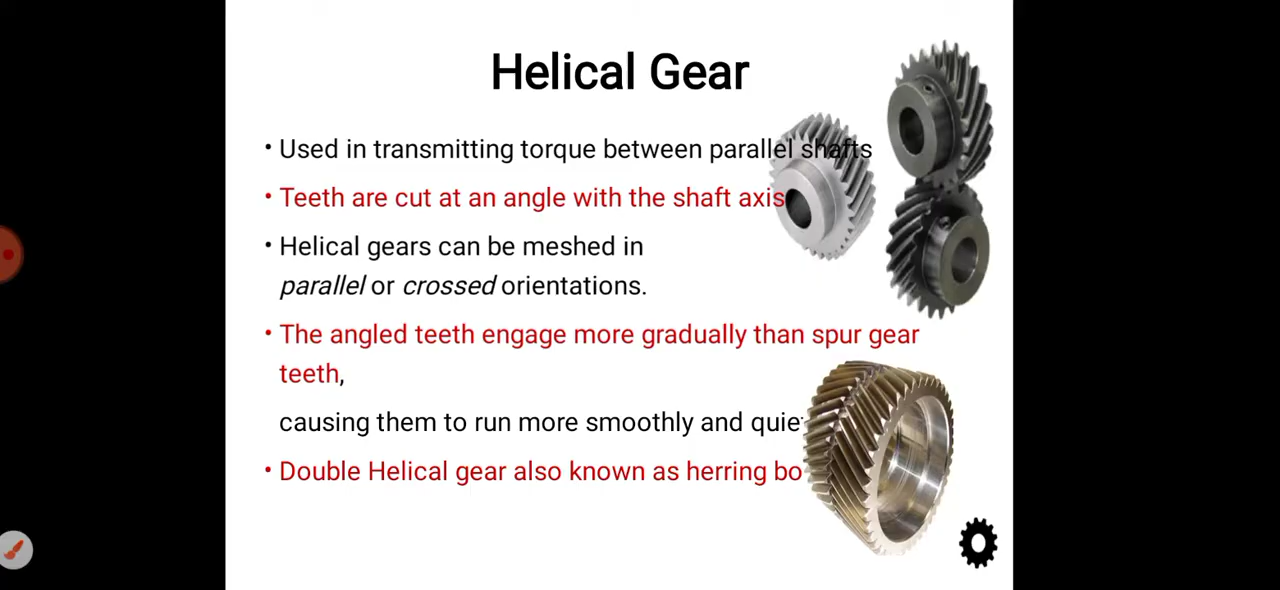 Helical Gear
• Used in transmitting torque between parallel shafts
• Teeth are cut at an angle with the shaft axis
• Helical gears can be meshed in
parallel or crossed orientations.
• The angled teeth engage more gradually than spur gear
teeth,
causing them to run more smoothly and
• Double Helical gear also known as herring